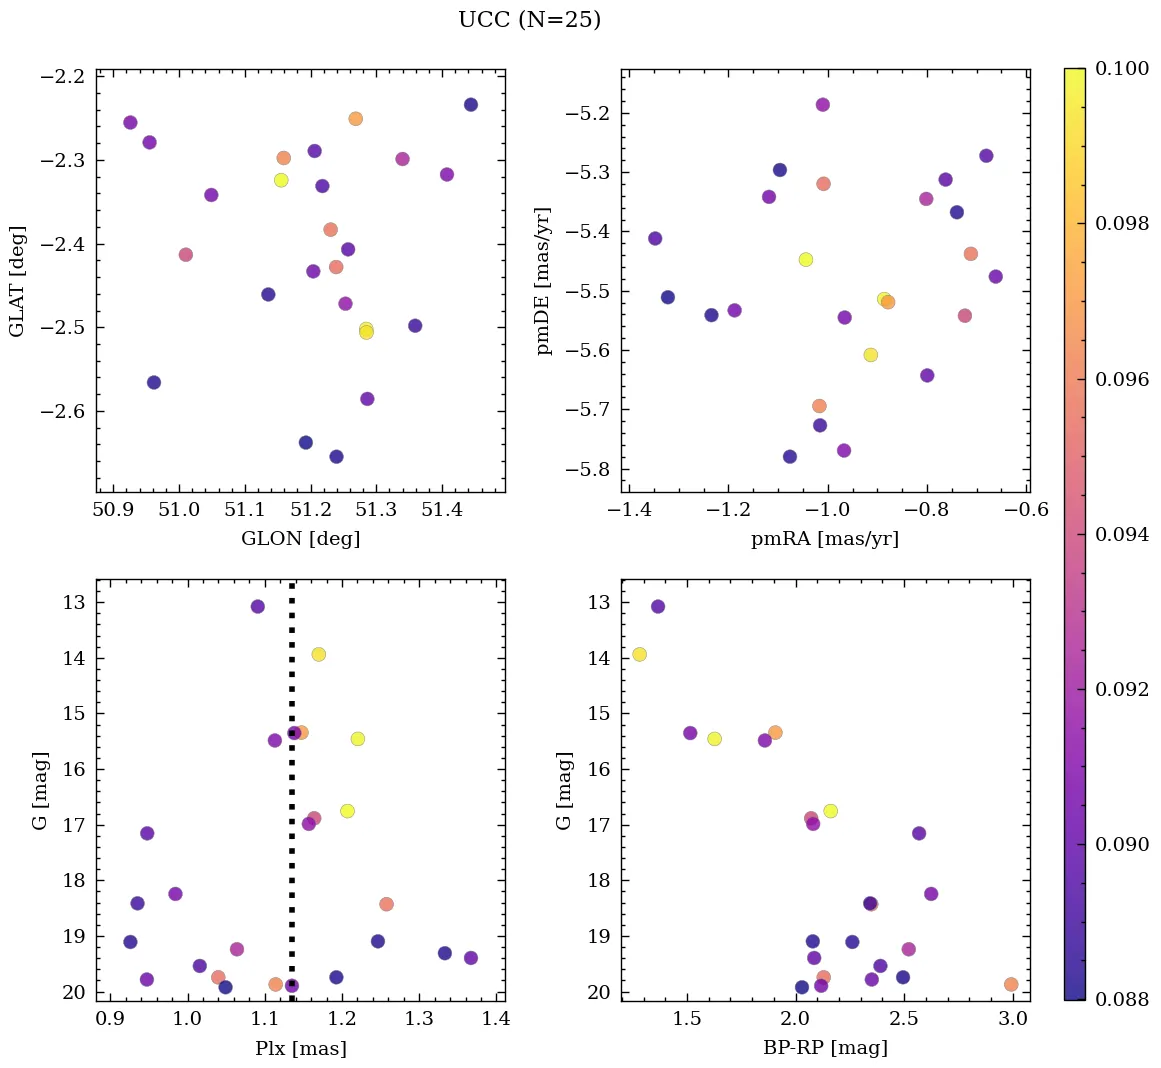 UCC (N=25)
−2.2
−2.3
−2.4
−2.5
−2.6
GLAT [deg]
50.9 51.0 51.1 51.2 51.3 51.4
GLON [deg]
−5.2
−5.3
−5.4
−5.5
−5.6
−5.7
−5.8
pmDE [mas/yr]
−1.4 −1.2 −1.0 −0.8 −0.6
pmRA [mas/yr]
13
14
15
16
17
18
19
20
G [mag]
0.9 1.0 1.1 1.2 1.3 1.4
Plx [mas]
13
14
15
16
17
18
19
20
G [mag]
1.5 2.0 2.5 3.0
BP-RP [mag]
0.100
0.098
0.096
0.094
0.092
0.090
0.088